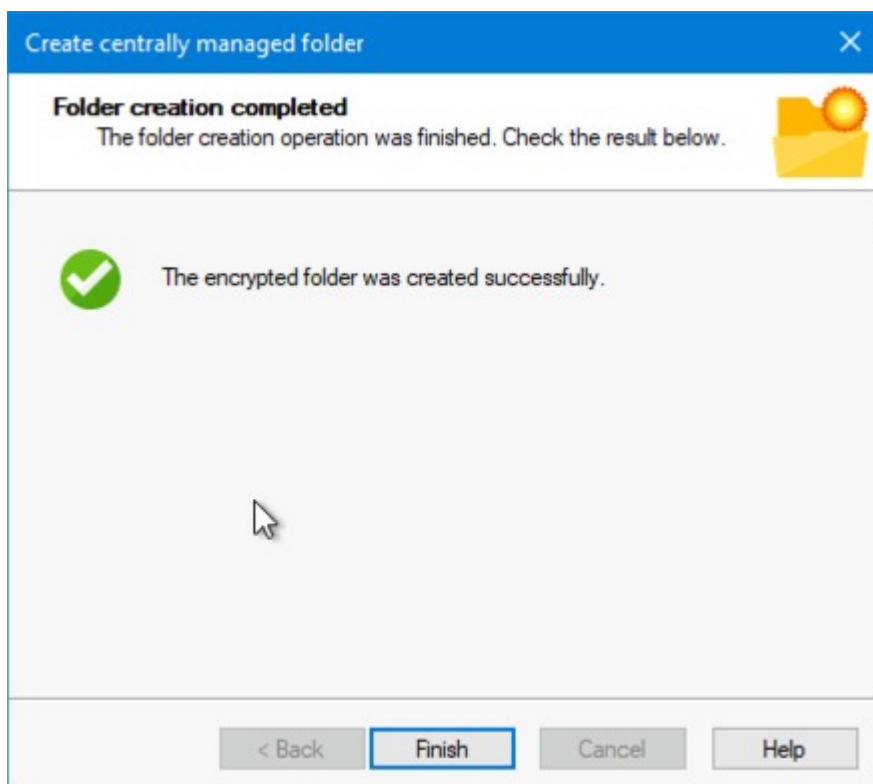 Create centrally managed folder
Folder creation completed
The folder creation operation was finished. Check the result below.
The encrypted folder was created successfully.
< Back
Finish
Cancel
Help